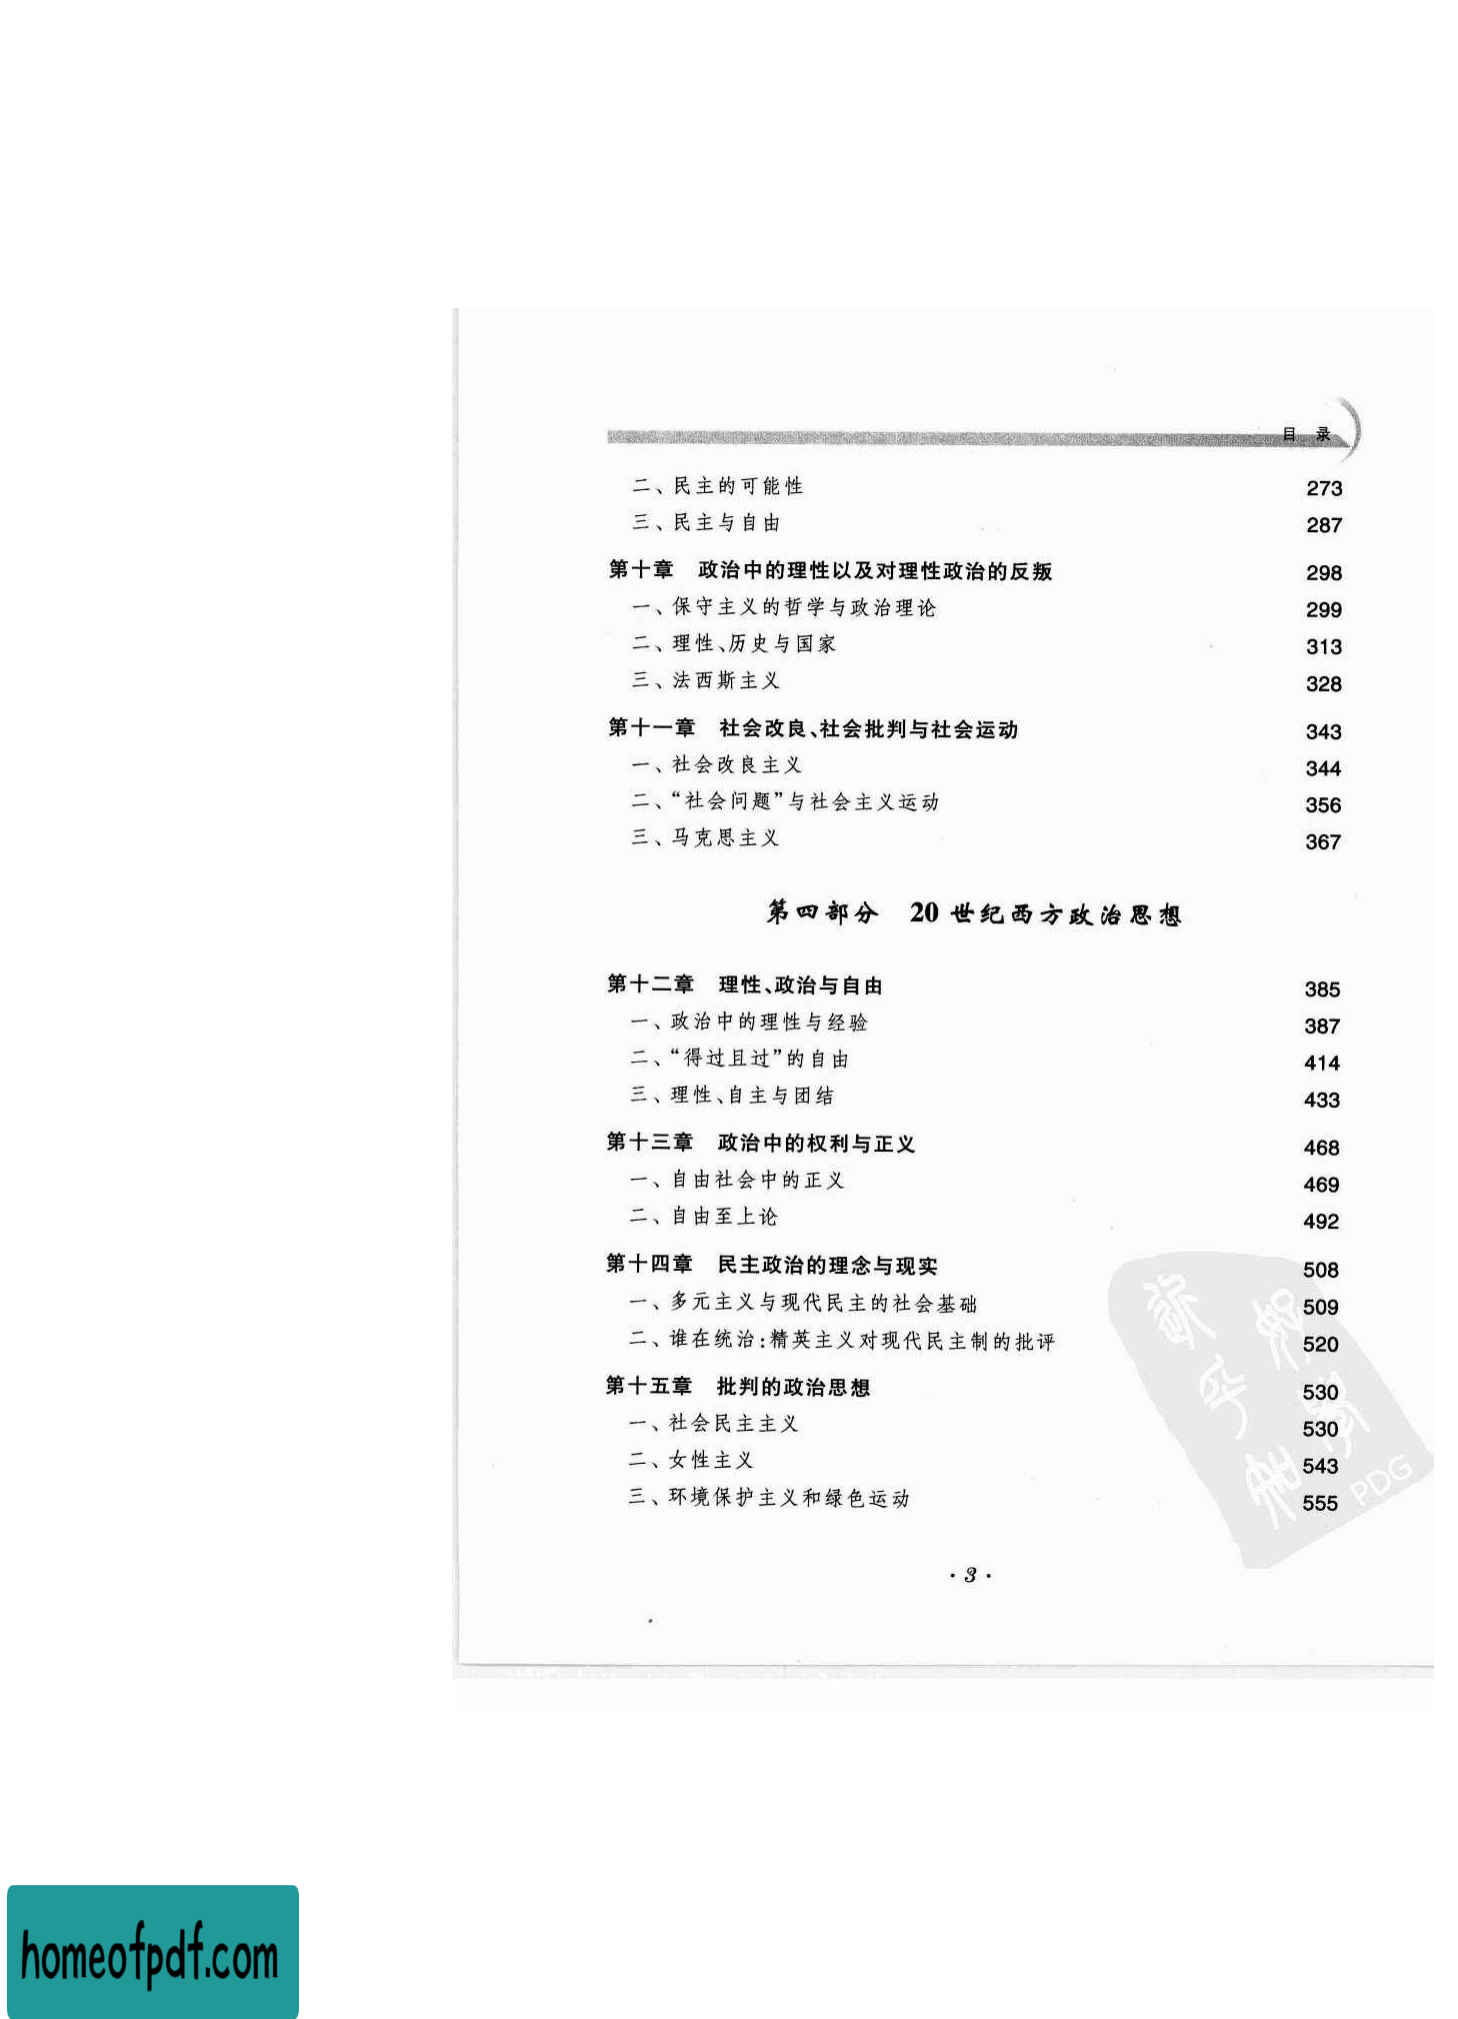 目 录
二、民主的可能性 273
三、民主与自由 287
第十章 政治中的理性以及对理性政治的反叛 298
一、保守主义的哲学与政治理论 299
二、理性、历史与国家 313
三、法西斯主义 328
第十一章 社会改良、社会批判与社会运动 343
一、社会改良主义 344
二、“社会问题”与社会主义运动 356
三、马克思主义 367
第四部分 20世纪西方政治思想
第十二章 理性、政治与自由 385
一、政治中的理性与经验 387
二、“得过且过”的自由 414
三、理性、自主与团结 433
第十三章 政治中的权利与正义 468
一、自由社会中的正义 469
二、自由至上论 492
第十四章 民主政治的理念与现实 508
一、多元主义与现代民主的社会基础 509
二、谁在统治:精英主义对现代民主制的批评 520
第十五章 批判的政治思想 530
一、社会民主主义 530
二、女性主义 543
三、环境保护主义和绿色运动 555
PDG
· 3 ·
homeofpdf.com